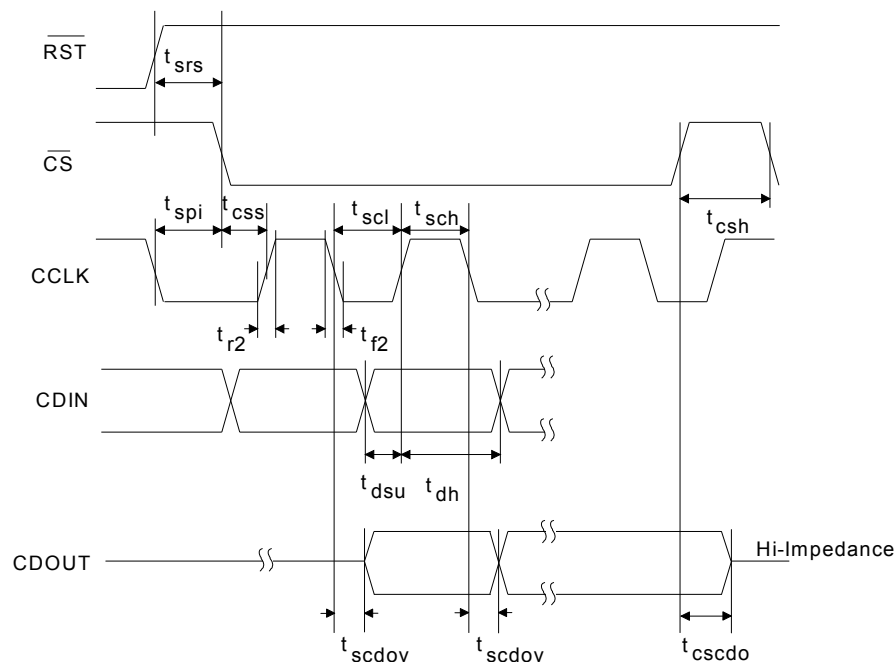 RST
t srs
CS
t spi
t css
t scl
t sch
t csh
CCLK
t r2
t f2
CDIN
t dsu
t dh
CDOUT
Hi-Impedance
t scdov
t scdov
t cscdo